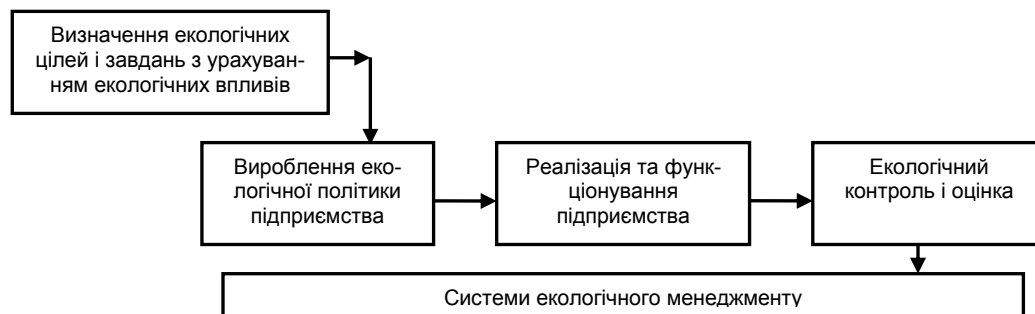 Визначення екологічних
цілей і завдань з урахуван-
ням екологічних впливів
Вироблення еко-
логічної політики
підприємства
Реалізація та функ-
ціонування
підприємства
Екологічний
контроль і оцінка
Системи екологічного менеджменту